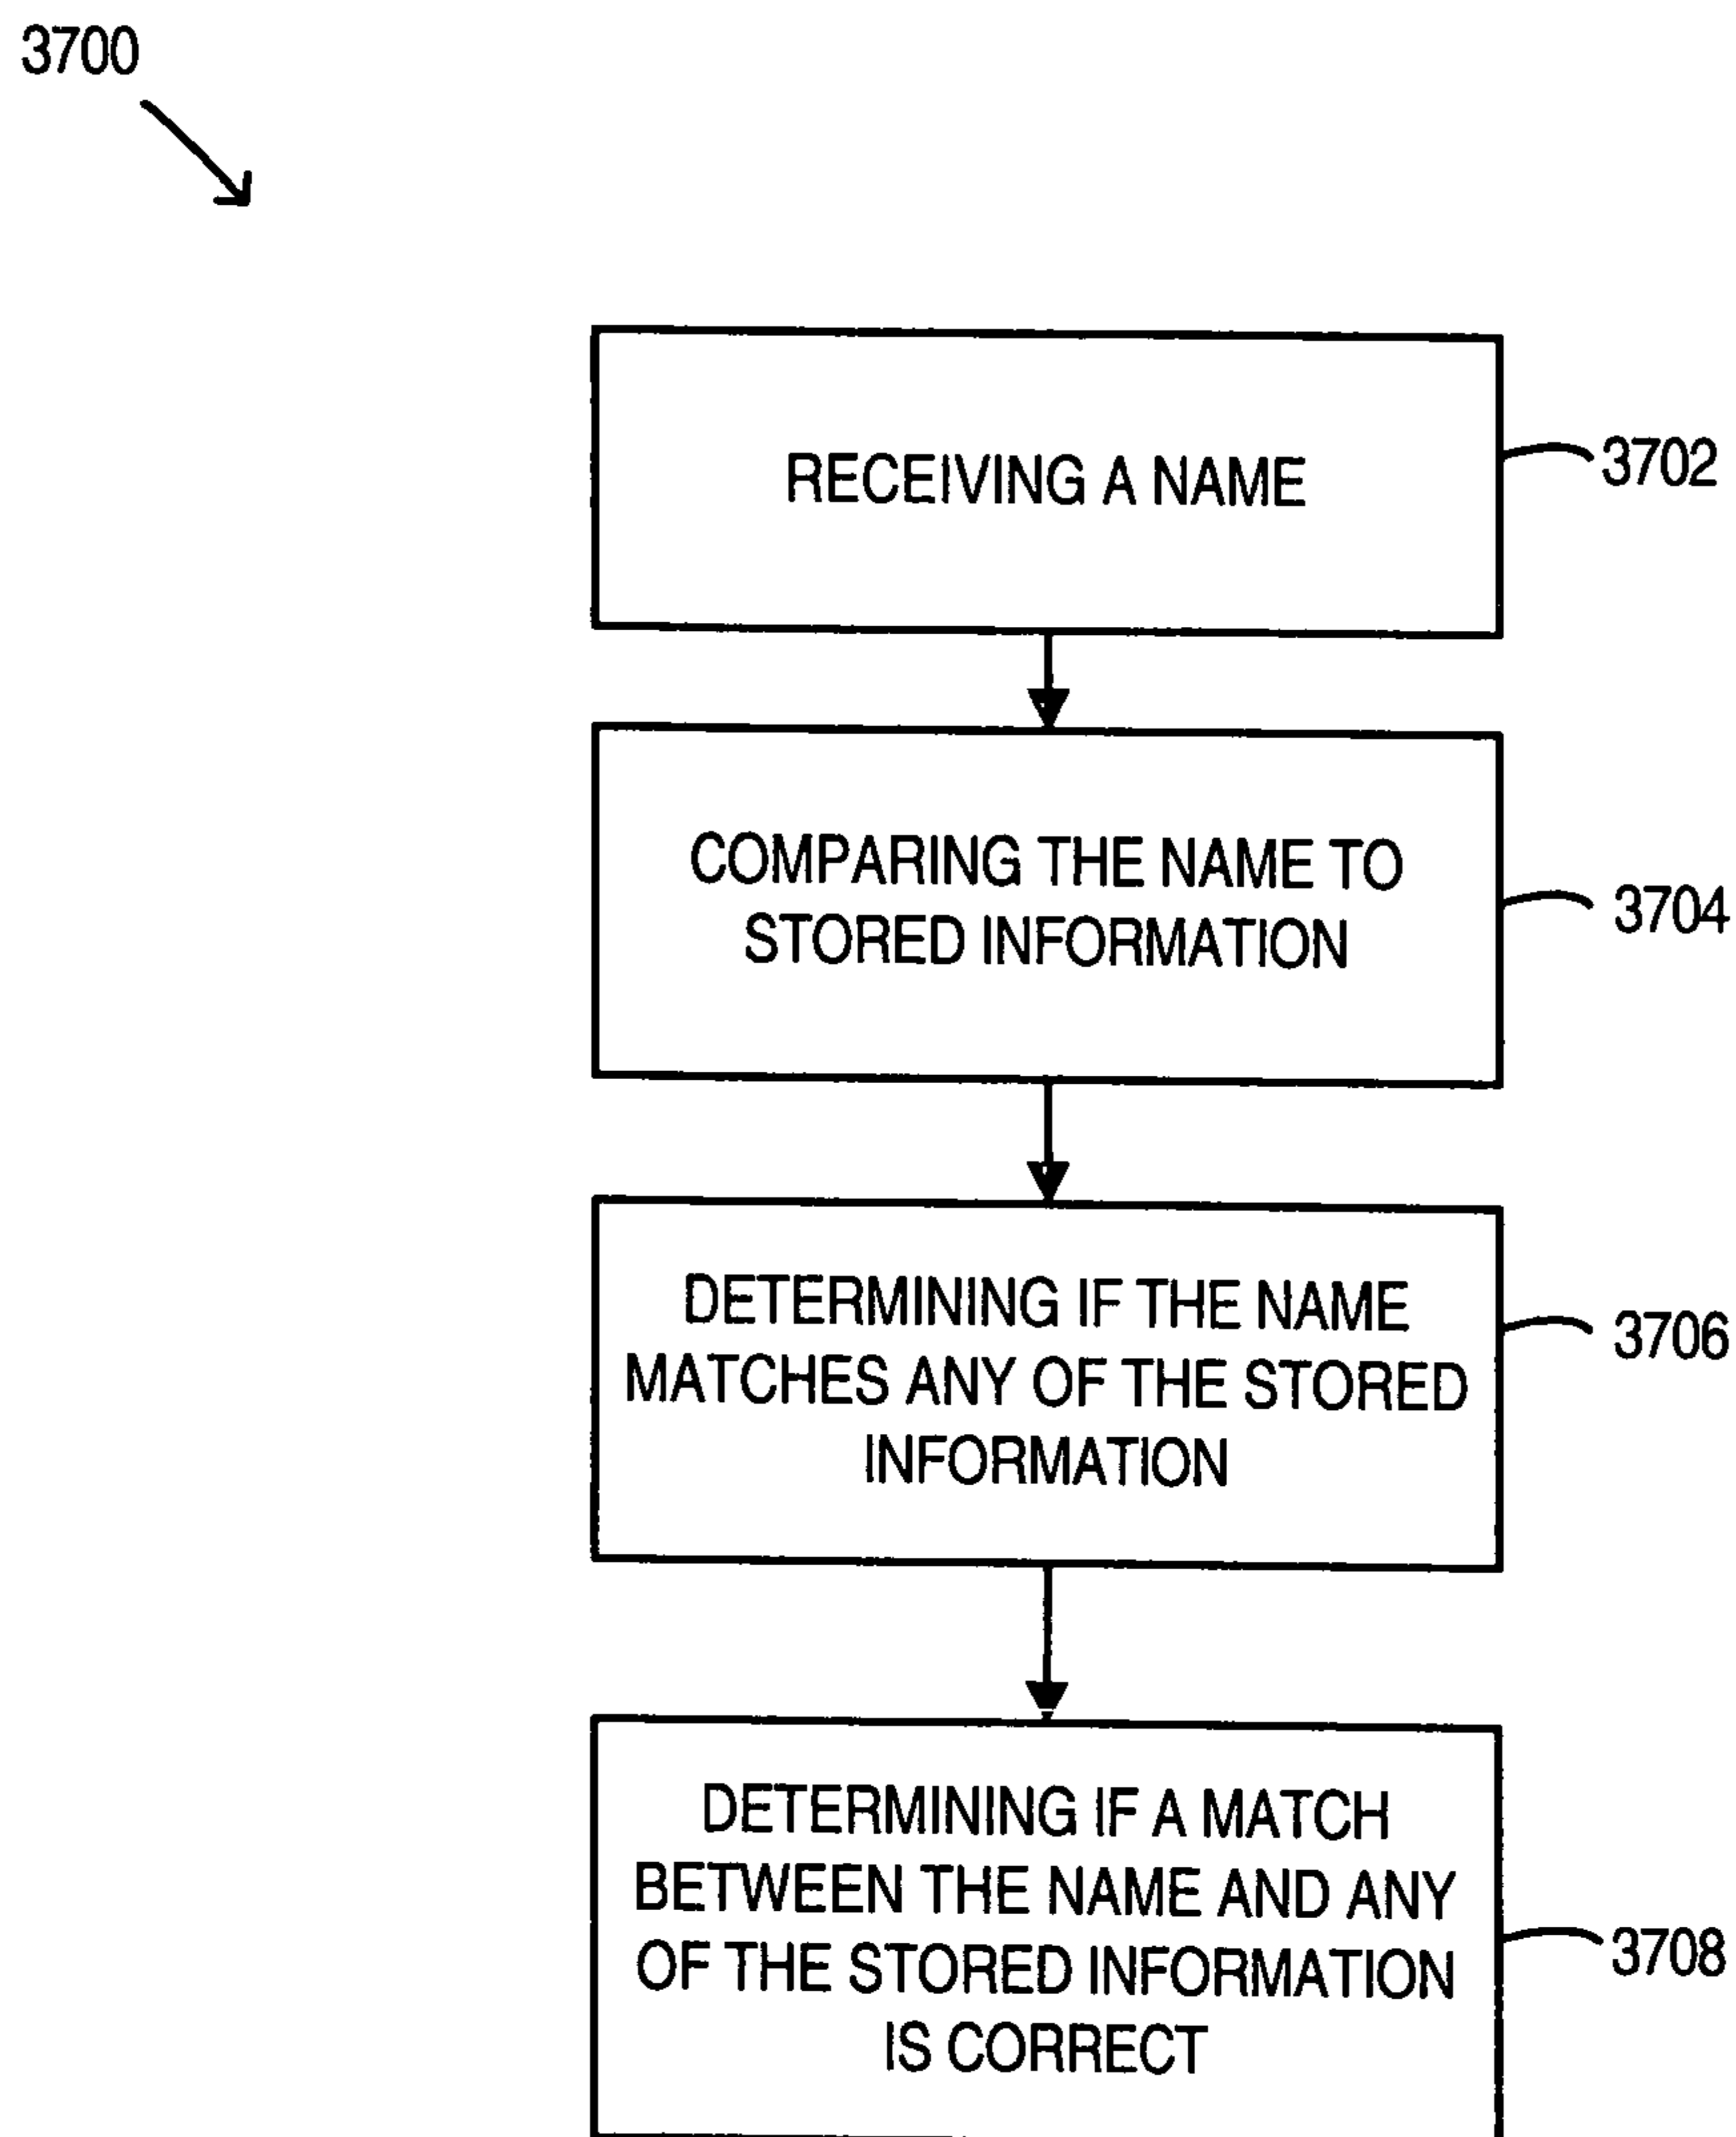 3700
RECEIVING A NAME
3702
COMPARING THE NAME TO
STORED INFORMATION
3704
DETERMINING IF THE NAME
MATCHES ANY OF THE STORED
INFORMATION
3706
DETERMINING IF A MATCH
BETWEEN THE NAME AND ANY
OF THE STORED INFORMATION
IS CORRECT
3708